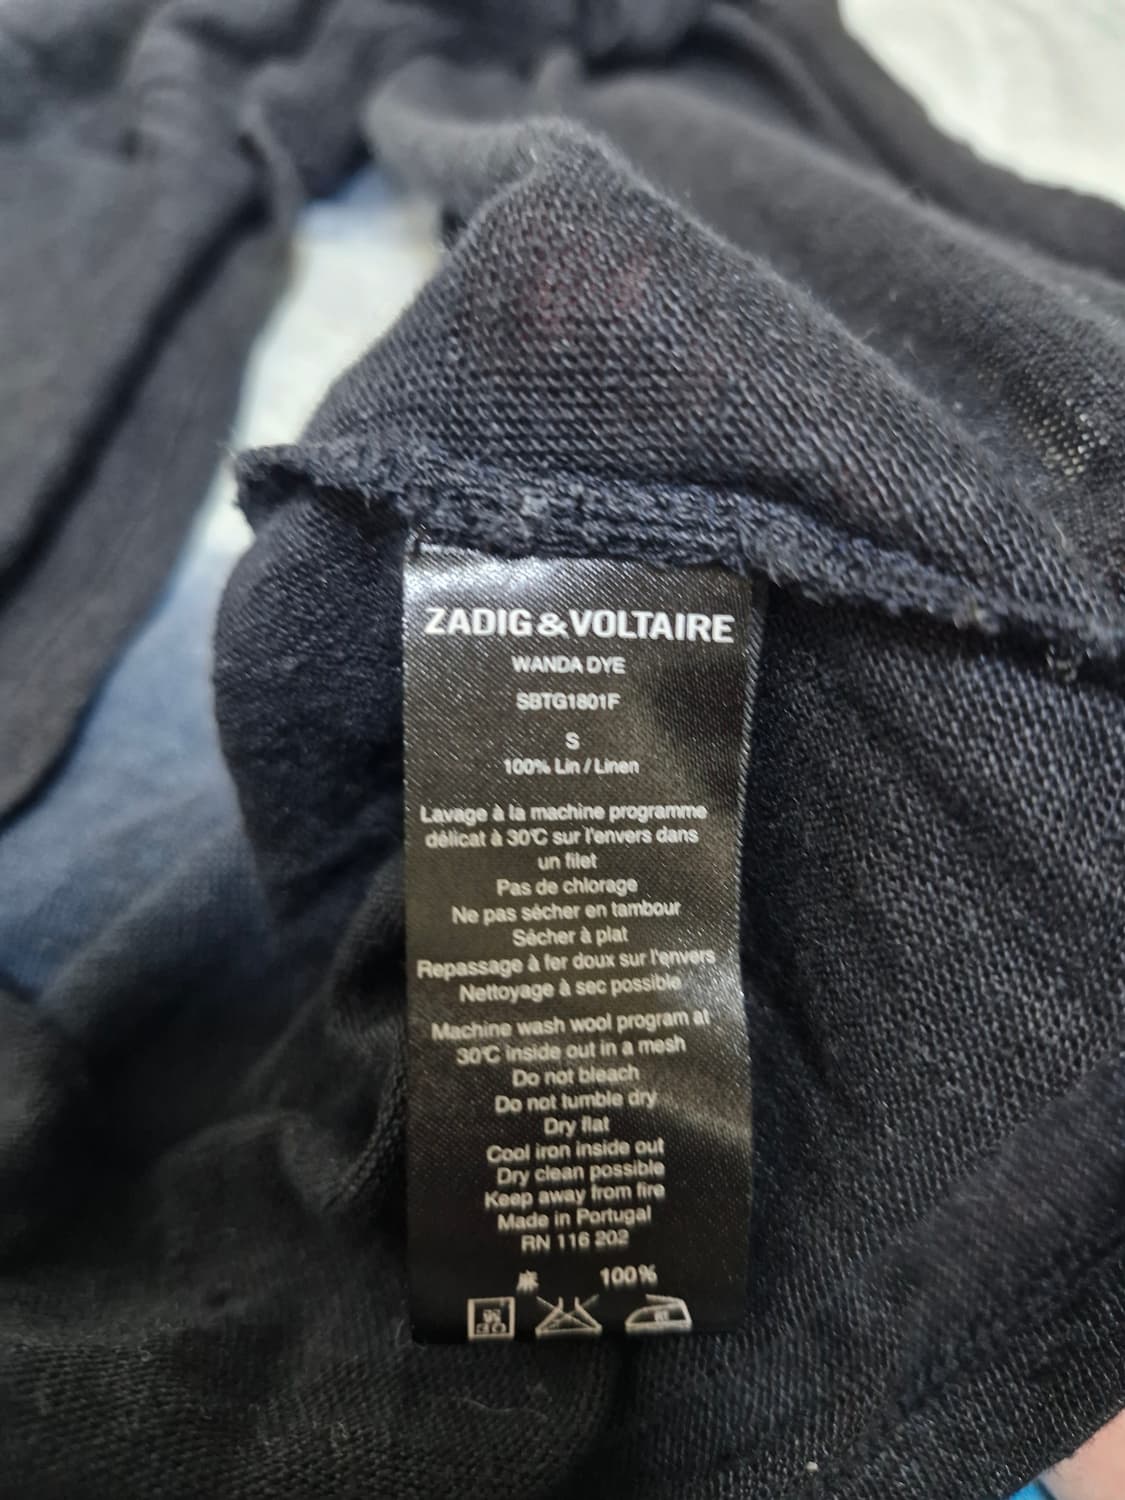 ZADIG & VOLTAIRE
WANDA DYE
SBTG1801F
S
100% Lin / Linen
Lavage à la machine programme
délicat à 30°C sur l'envers dans
un filet
Pas de chlorage
Ne pas sécher en tambour
Sécher à plat
Repassage à fer doux sur l'envers
Nettoyage à sec possible
Machine wash wool program at
30°C inside out in a mesh
Do not bleach
Do not tumble dry
Dry flat
Cool iron inside out
Dry clean possible
Keep away from fire
Made in Portugal
RN 116 202
麻 100%